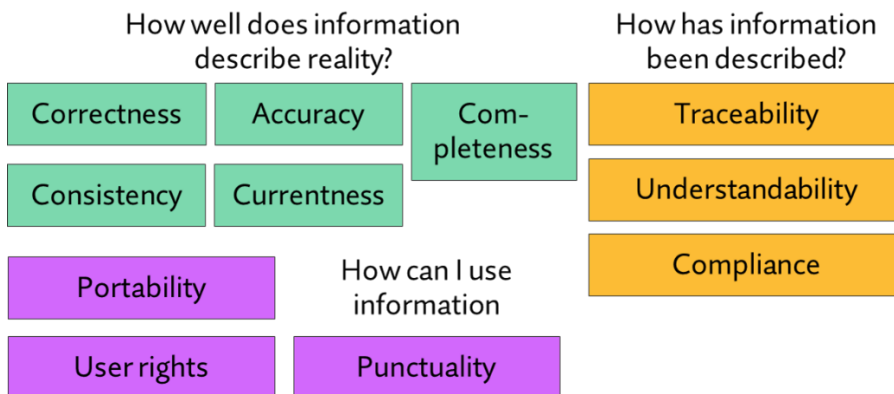 How well does information
describe reality?
Correctness
Accuracy
Com-
pleteness
Consistency
Currentness
How has information
been described?
Traceability
Understandability
Compliance
How can I use
information
Portability
User rights
Punctuality